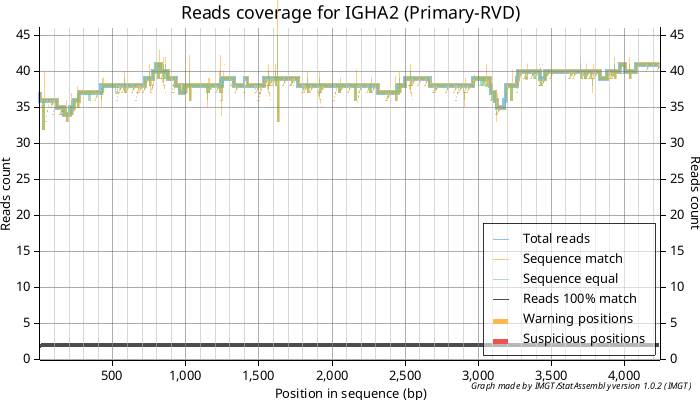 Reads coverage for IGHA2 (Primary-RVD)
45 45
40 40
35 35
30 30
25 25
20 20
15 15
10 10
5 5
0 0
Reads count
Reads count
Total reads
Sequence match
Sequence equal
Reads 100% match
Warning positions
Suspicious positions
500 1,000 1,500 2,000 2,500 3,000 3,500 4,000
Position in sequence (bp)
Graph made by IMGT/StatAssembly version 1.0.2 (IMGT)